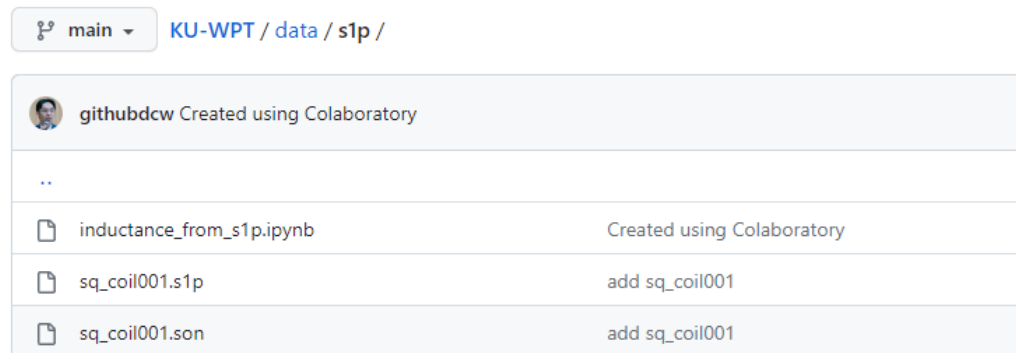 main
KU-WPT / data / s1p /
githubdcw Created using Colaboratory
..
inductance_from_s1p.ipynb Created using Colaboratory
sq_coil001.s1p add sq_coil001
sq_coil001.son add sq_coil001